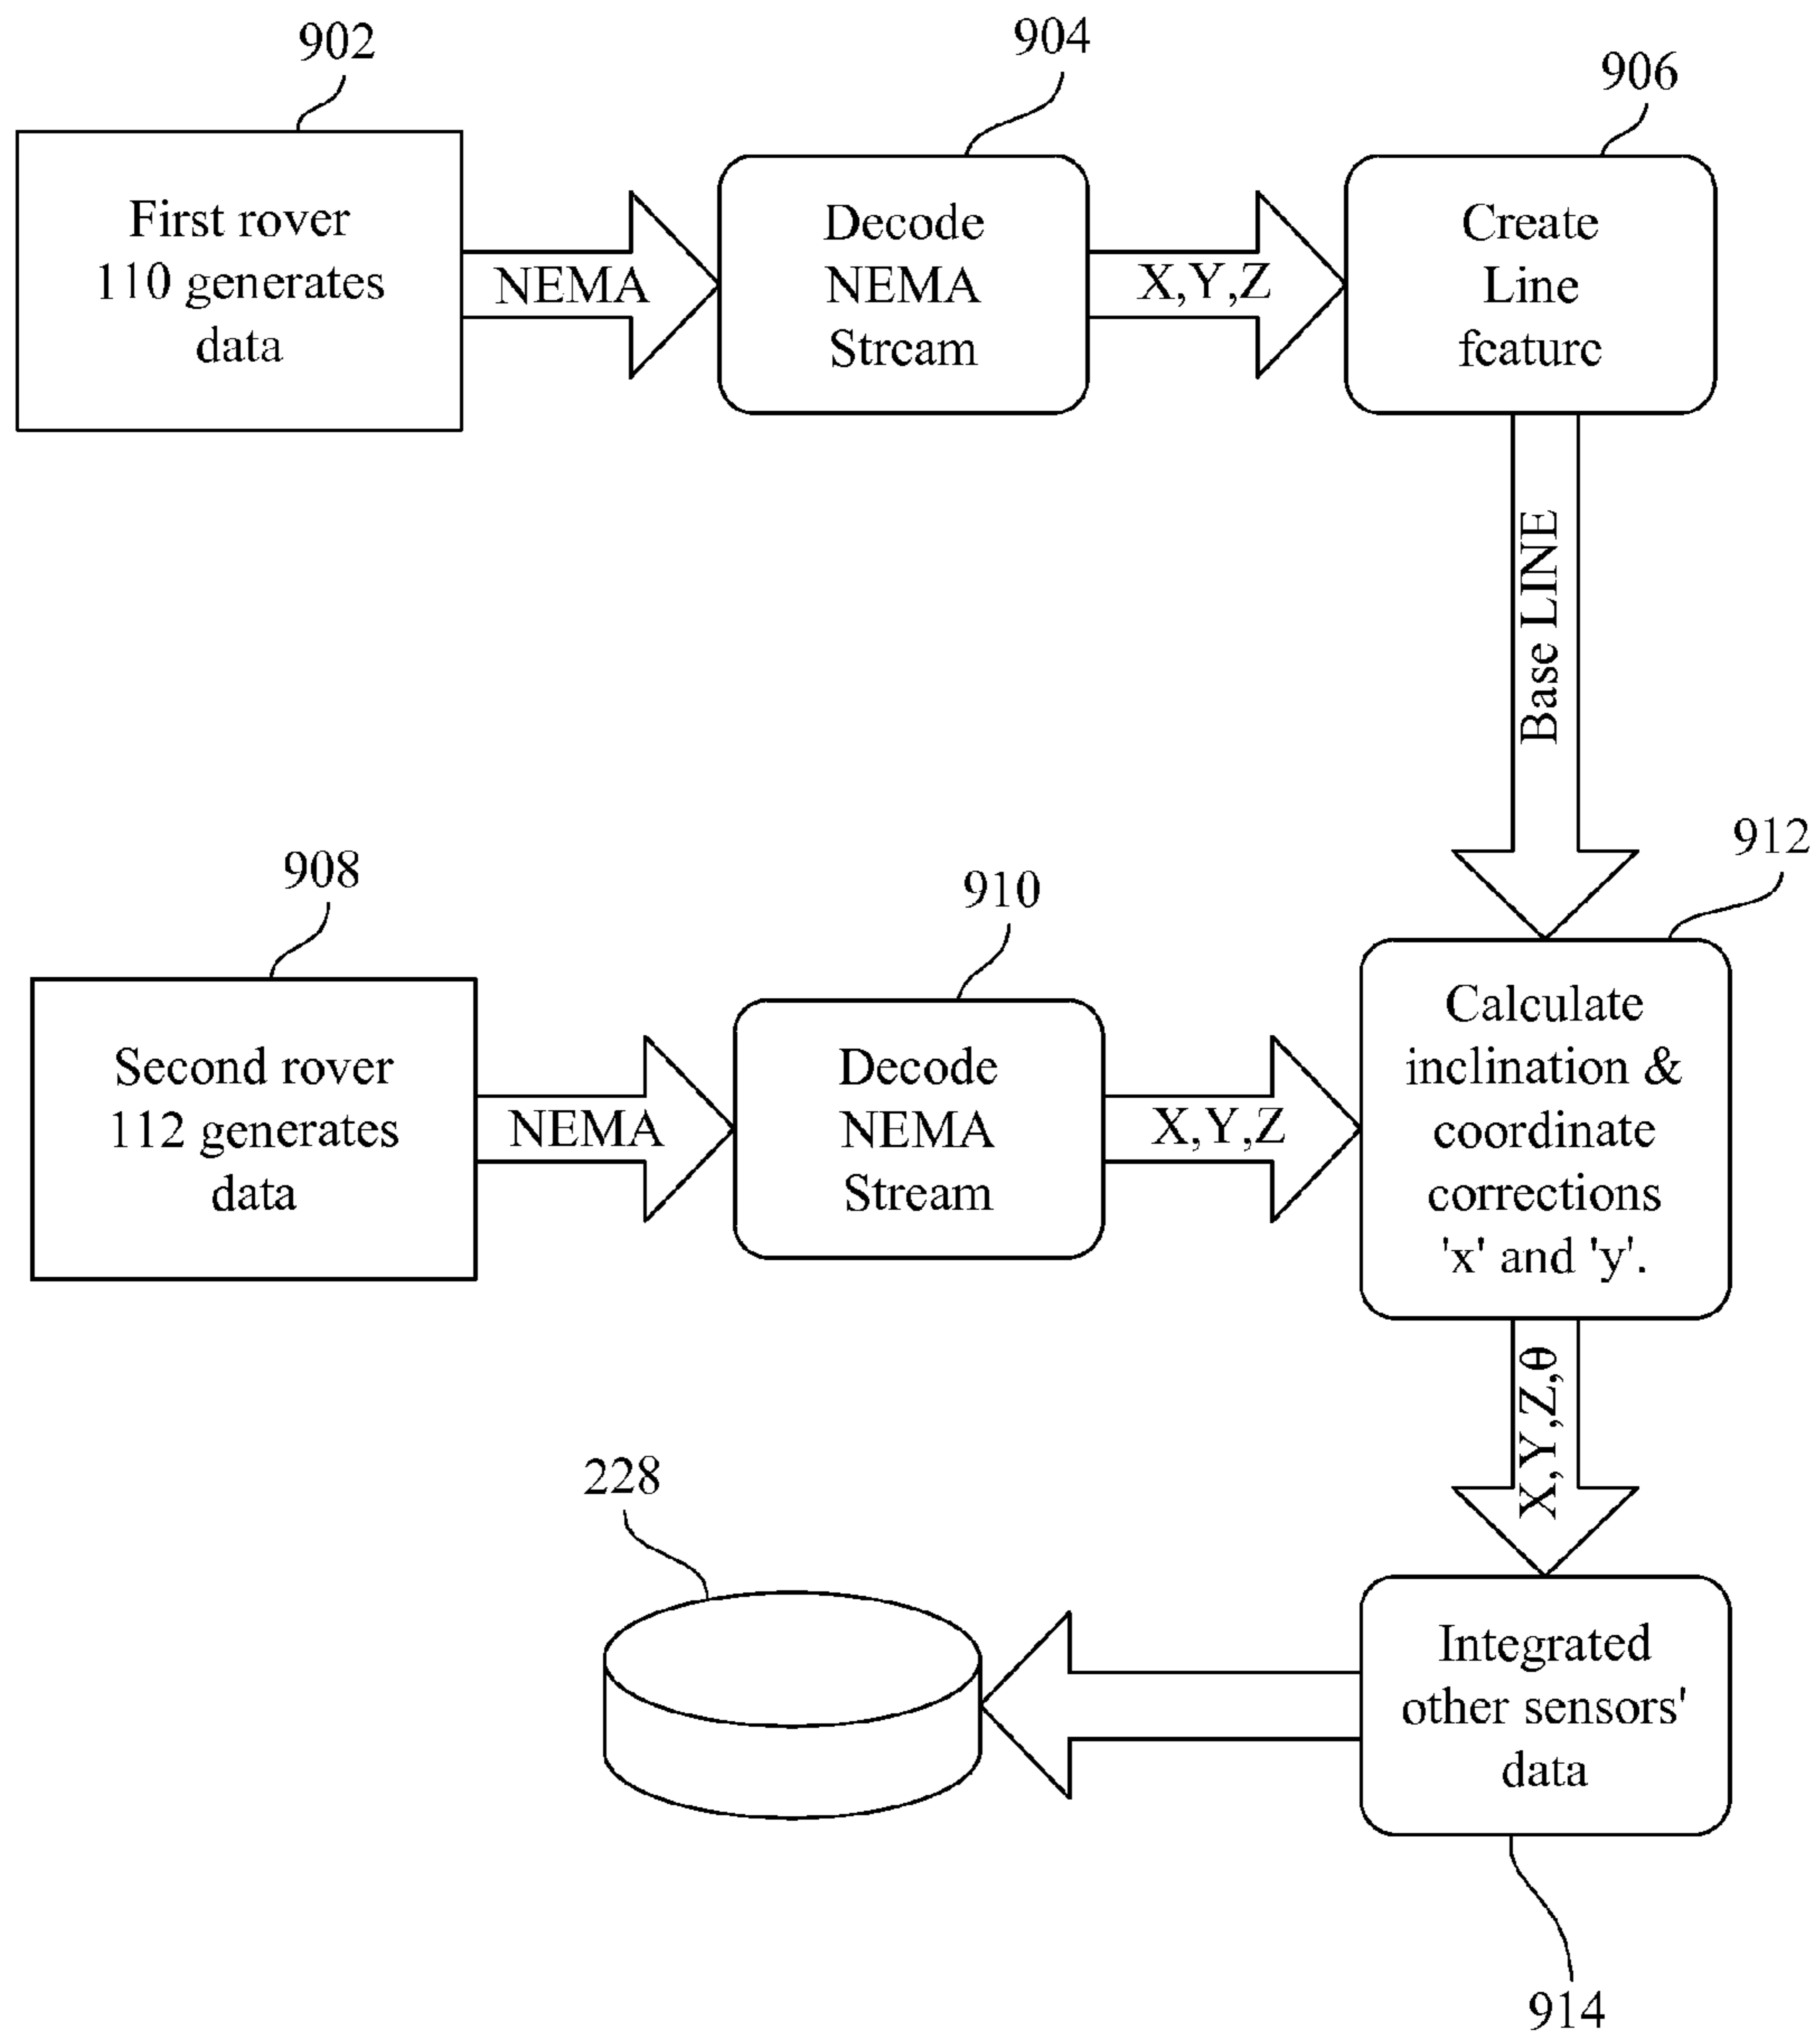 902
904
906
First rover
110 generates
data
NEMA
Decode
NEMA
Stream
X,Y,Z
Create
Line
feature
Base LINE
908
910
912
Second rover
112 generates
data
NEMA
Decode
NEMA
Stream
X,Y,Z
Calculate
inclination &
coordinate
corrections
'x' and 'y'.
X,Y,Z,θ
228
Integrated
other sensors'
data
914